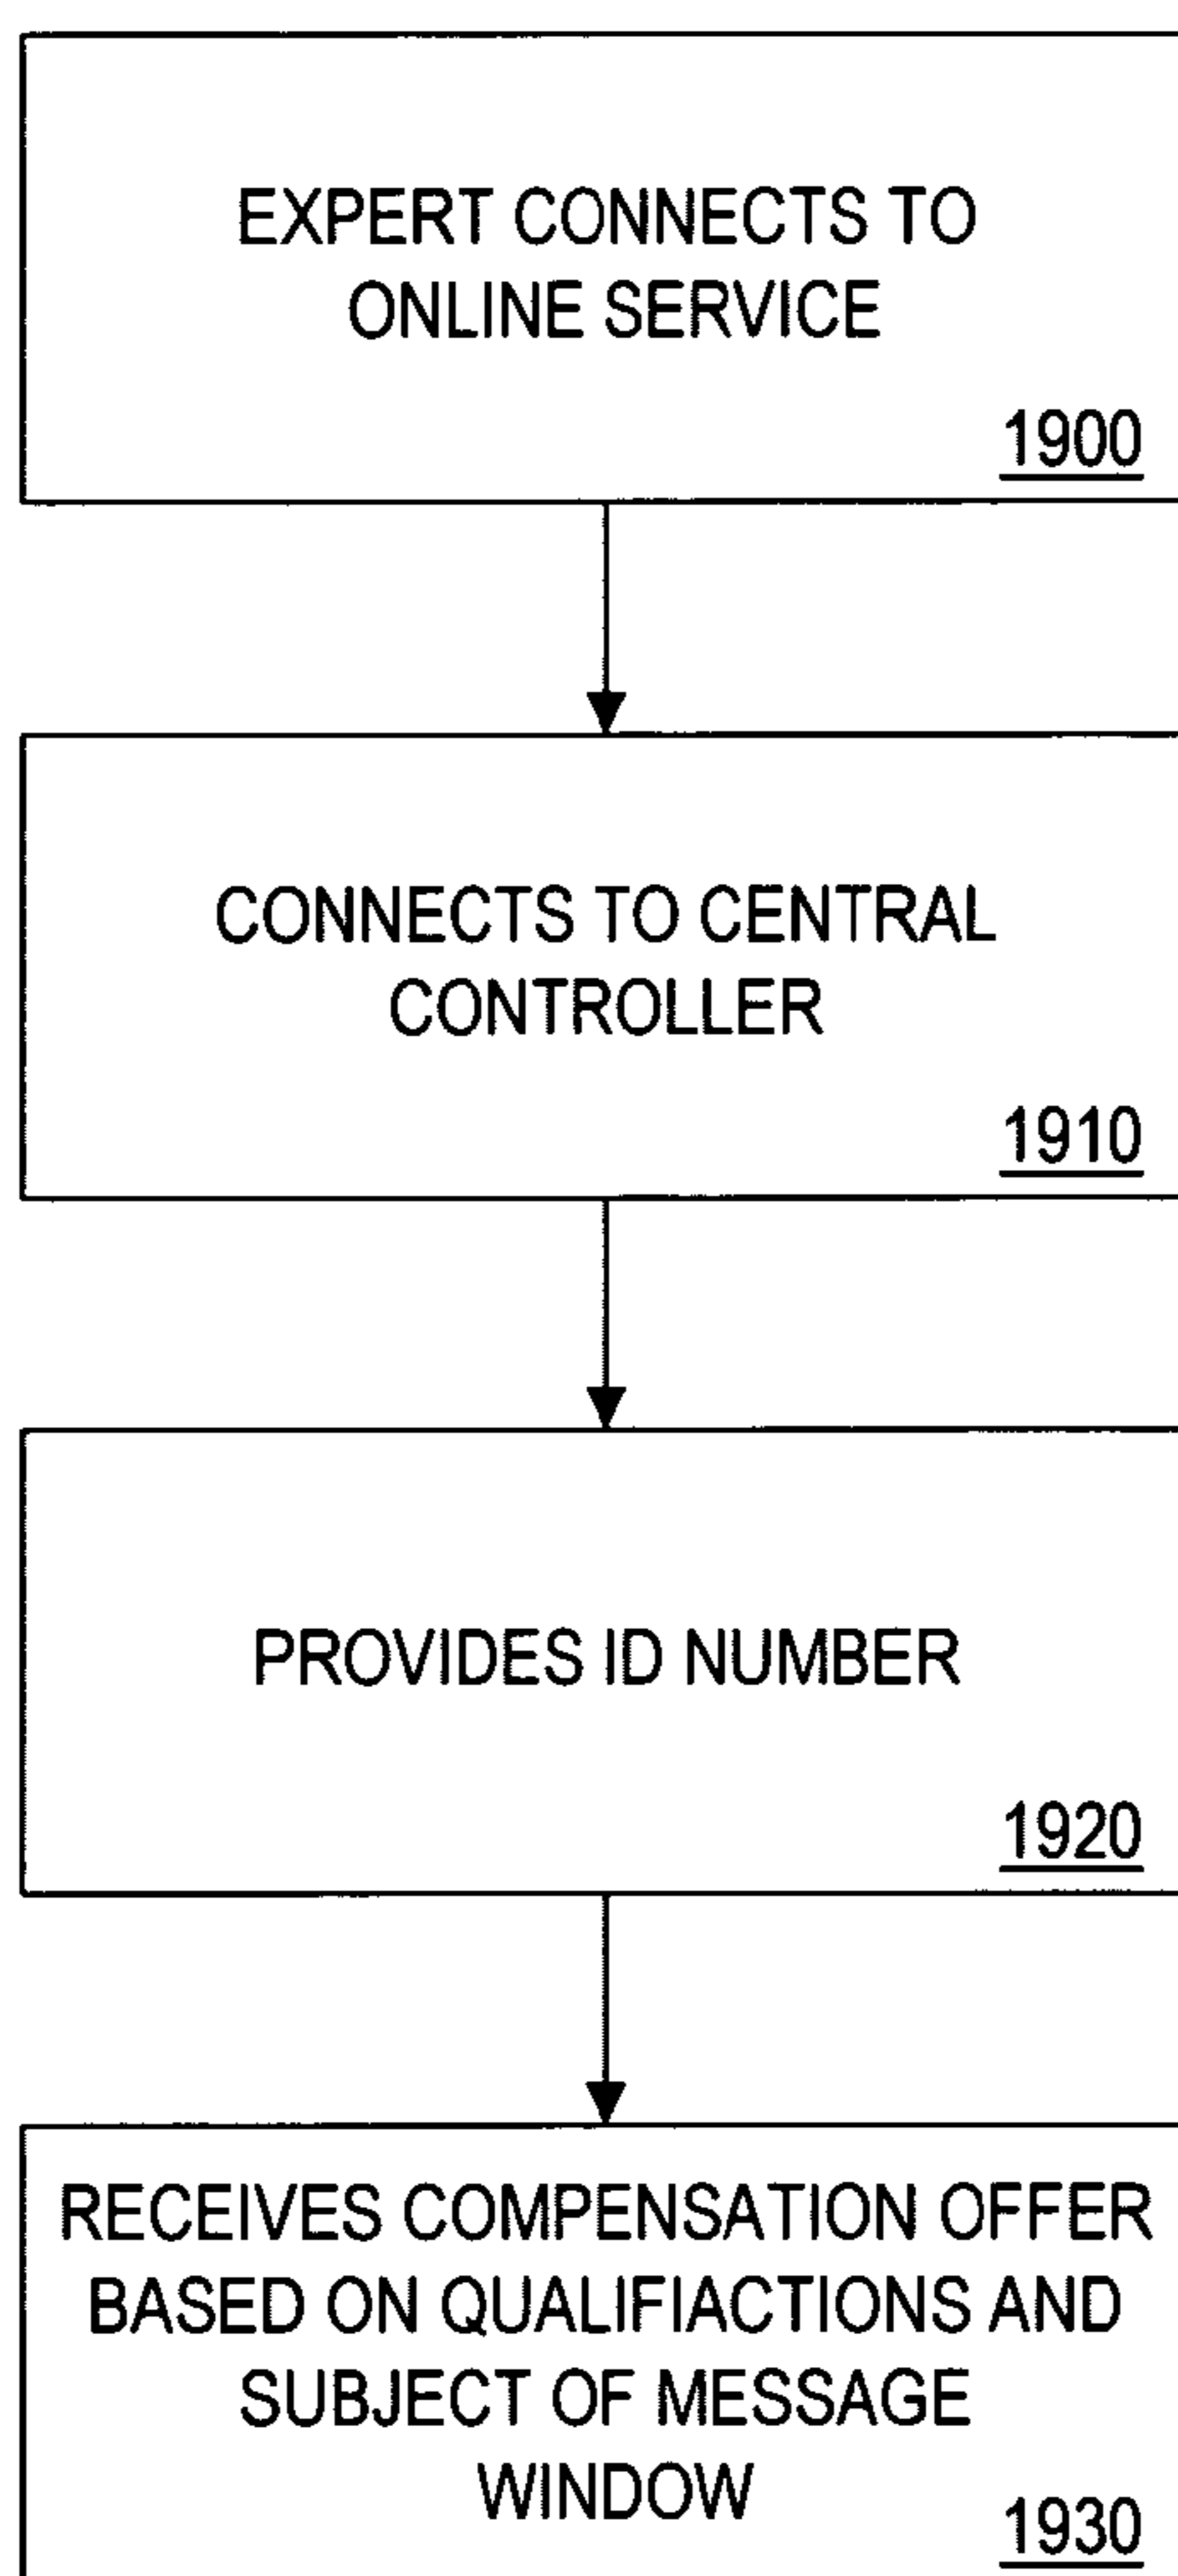 EXPERT CONNECTS TO
ONLINE SERVICE
1900
CONNECTS TO CENTRAL
CONTROLLER
1910
PROVIDES ID NUMBER
1920
RECEIVES COMPENSATION OFFER
BASED ON QUALIFIACTIONS AND
SUBJECT OF MESSAGE
WINDOW
1930